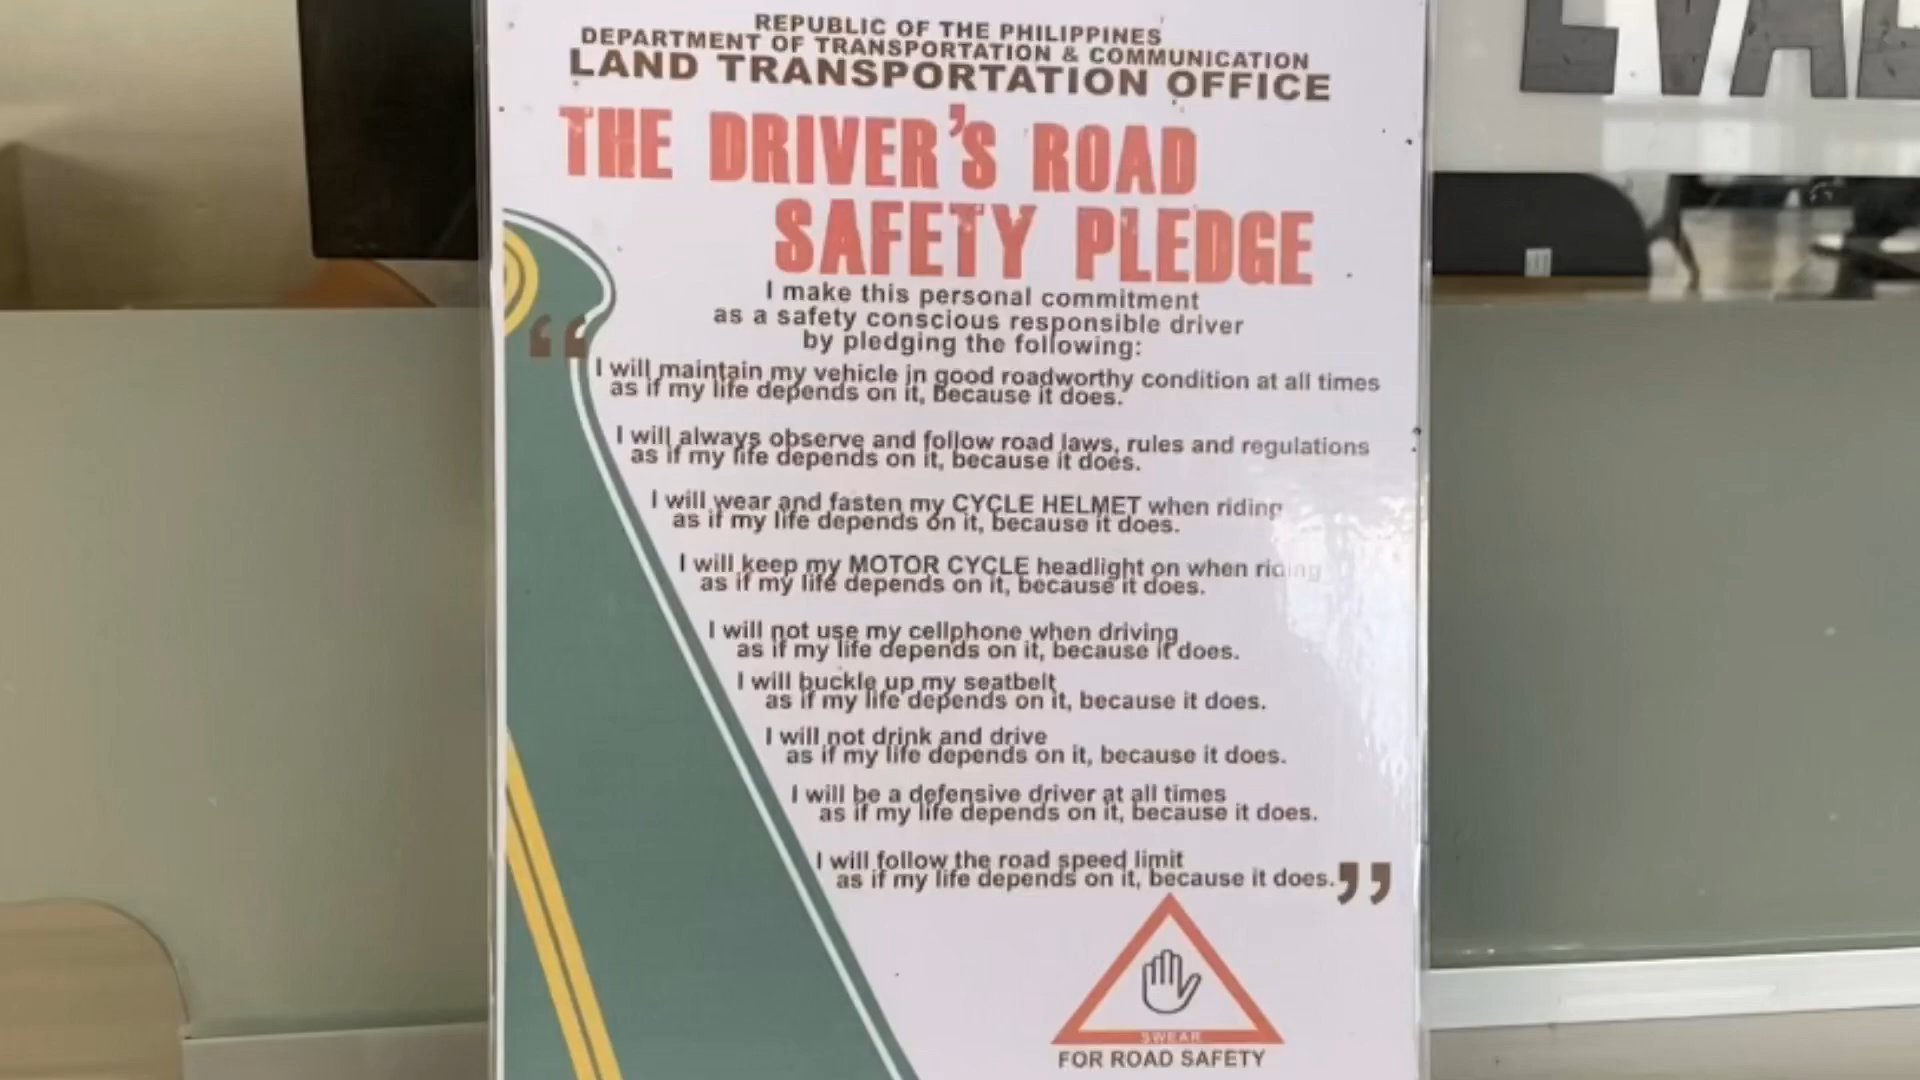 REPUBLIC OF THE PHILIPPINES
DEPARTMENT OF TRANSPORTATION & COMMUNICATION
LAND TRANSPORTATION OFFICE
THE DRIVER'S ROAD
SAFETY PLEDGE
I make this personal commitment
as a safety conscious responsible driver
by pledging the following:
“ I will maintain my vehicle in good roadworthy condition at all times
as if my life depends on it, because it does.
I will always observe and follow road laws, rules and regulations
as if my life depends on it, because it does.
I will wear and fasten my CYCLE HELMET when riding
as if my life depends on it, because it does.
I will keep my MOTOR CYCLE headlight on when riding
as if my life depends on it, because it does.
I will not use my cellphone when driving
as if my life depends on it, because it does.
I will buckle up my seatbelt
as if my life depends on it, because it does.
I will not drink and drive
as if my life depends on it, because it does.
I will be a defensive driver at all times
as if my life depends on it, because it does.
I will follow the road speed limit
as if my life depends on it, because it does. ”
SWEAR
FOR ROAD SAFETY